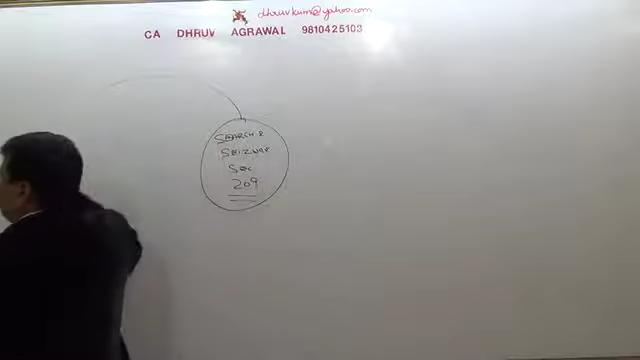 dhruvkum@yahoo.com
CA DHRUV AGRAWAL 9810425103
SEARCH &
SEIZURE
SEC
209